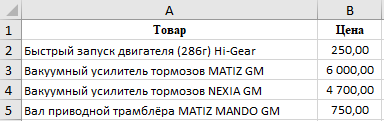 A B
1 Товар Цена
2 Быстрый запуск двигателя (286г) Hi-Gear 250,00
3 Вакуумный усилитель тормозов MATIZ GM 6 000,00
4 Вакуумный усилитель тормозов NEXIA GM 4 700,00
5 Вал приводной трамблёра MATIZ MANDO GM 750,00